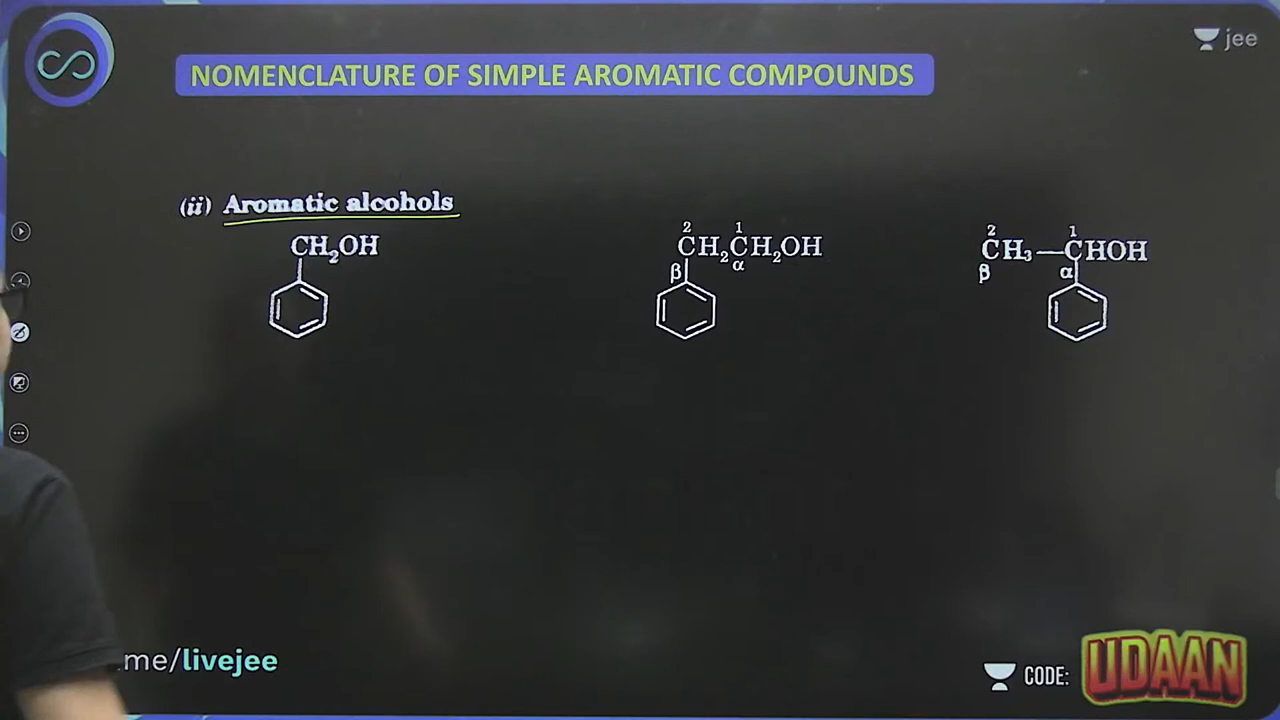 jee
NOMENCLATURE OF SIMPLE AROMATIC COMPOUNDS
(ii) Aromatic alcohols
CH₂OH
2 1
CH₂CH₂CH₂OH
β α
2 1
CH₃—CHOH
β α
me/livejee
CODE: UDAAN